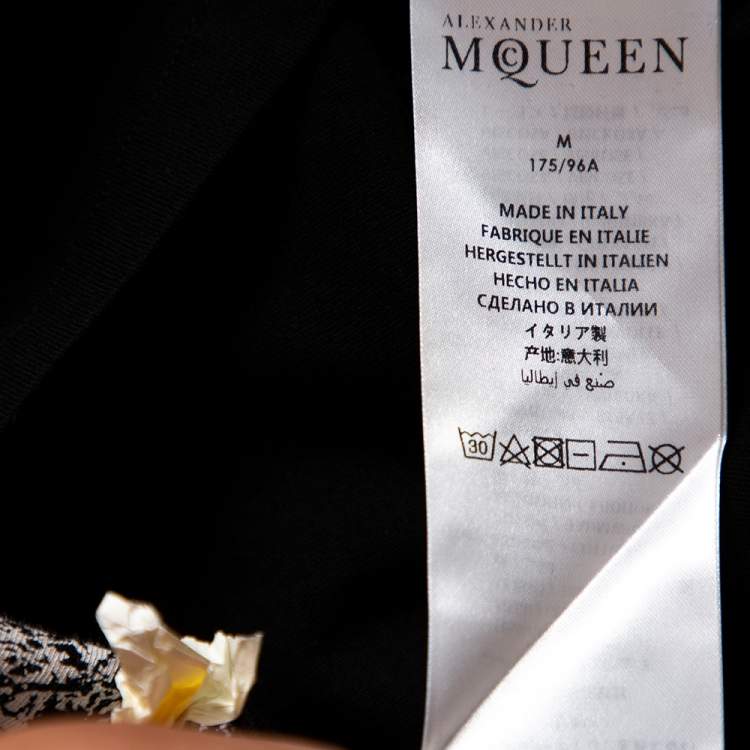 ALEXANDER
McQUEEN
M
175/96A
MADE IN ITALY
FABRIQUE EN ITALIE
HERGESTELLT IN ITALIEN
HECHO EN ITALIA
СДЕЛАНО В ИТАЛИИ
イタリア製
产地:意大利
صنع في إيطاليا
30